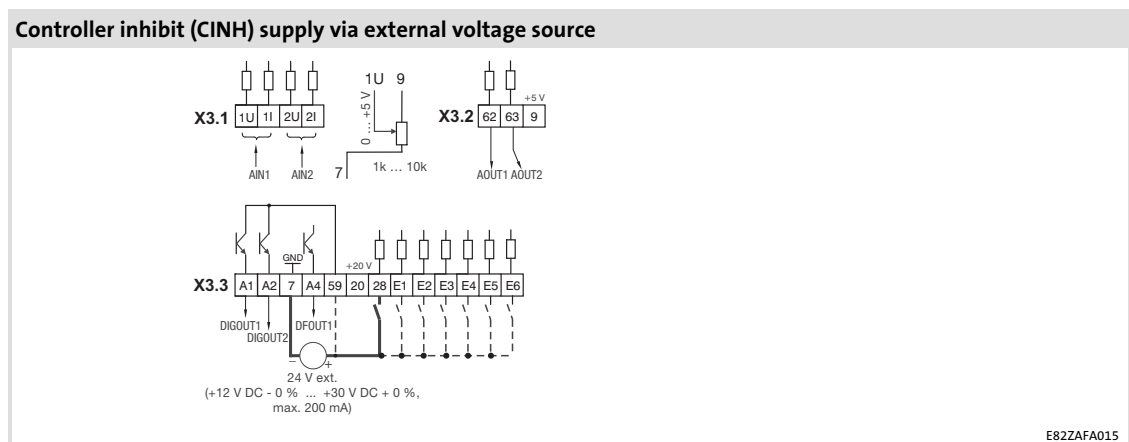 Controller inhibit (CINH) supply via external voltage source
1U 9
+5 V
X3.1 1U 1I 2U 2I
0 ... +5 V
X3.2 62 63 9
AIN1 AIN2
7
1k ... 10k
AOUT1 AOUT2
GND
+20 V
X3.3 A1 A2 7 A4 59 20 28 E1 E2 E3 E4 E5 E6
DIGOUT1
DIGOUT2
DFOUT1
– +
24 V ext.
(+12 V DC - 0 % ... +30 V DC + 0 %,
max. 200 mA)
E82ZAFA015